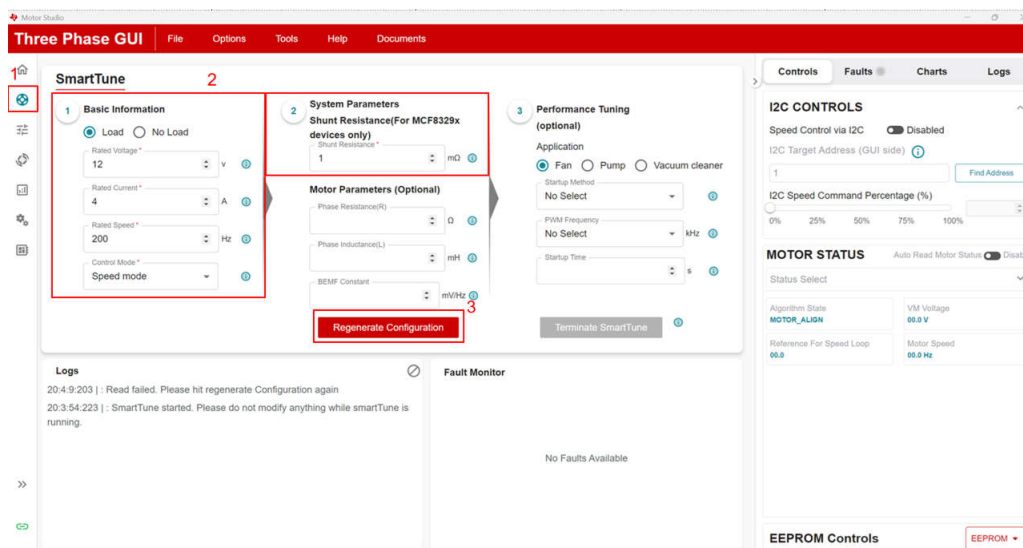 Motor Studio
Three Phase GUI File Options Tools Help Documents
1
SmartTune
2
1 Basic Information
Load No Load
Rated Voltage *
12 v
Rated Current *
4 A
Rated Speed *
200 Hz
Control Mode *
Speed mode
2 System Parameters
Shunt Resistance(For MCF8329x
devices only)
Shunt Resistance *
1 mΩ
Motor Parameters (Optional)
Phase Resistance(R)
Ω
Phase Inductance(L)
mH
BEMF Constant
mV/Hz
3
Regenerate Configuration
3 Performance Tuning
(optional)
Application
Fan Pump Vacuum cleaner
Startup Method
No Select
PWM Frequency
No Select kHz
Startup Time
s
Terminate SmartTune
Logs
20:4:9:203 | : Read failed. Please hit regenerate Configuration again
20:3:54:223 | : SmartTune started. Please do not modify anything while smartTune is
running.
Fault Monitor
No Faults Available
Controls Faults Charts Logs
I2C CONTROLS
Speed Control via I2C Disabled
I2C Target Address (GUI side)
1 Find Address
I2C Speed Command Percentage (%)
0% 25% 50% 75% 100%
MOTOR STATUS Auto Read Motor Status Disab
Status Select
Algorithm State
MOTOR_ALIGN
VM Voltage
00.0 V
Reference For Speed Loop
00.0
Motor Speed
00.0 Hz
EEPROM Controls EEPROM